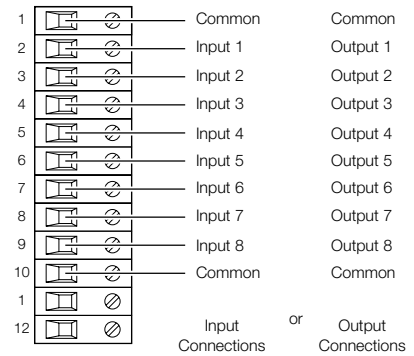 1 Common Common
2 Input 1 Output 1
3 Input 2 Output 2
4 Input 3 Output 3
5 Input 4 Output 4
6 Input 5 Output 5
7 Input 6 Output 6
8 Input 7 Output 7
9 Input 8 Output 8
10 Common Common
1
12
Input or Output
Connections Connections